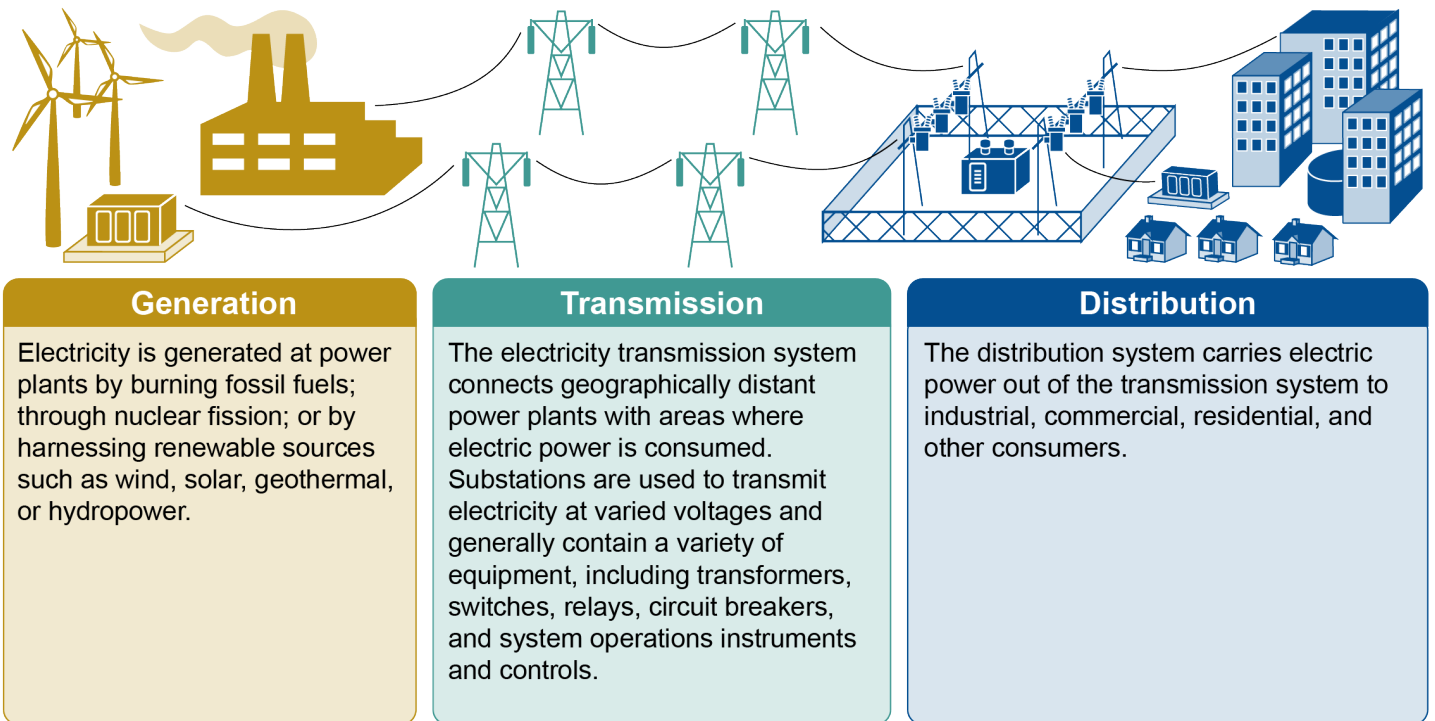 Generation
Electricity is generated at power
plants by burning fossil fuels;
through nuclear fission; or by
harnessing renewable sources
such as wind, solar, geothermal,
or hydropower.
Transmission
The electricity transmission system
connects geographically distant
power plants with areas where
electric power is consumed.
Substations are used to transmit
electricity at varied voltages and
generally contain a variety of
equipment, including transformers,
switches, relays, circuit breakers,
and system operations instruments
and controls.
Distribution
The distribution system carries electric
power out of the transmission system to
industrial, commercial, residential, and
other consumers.